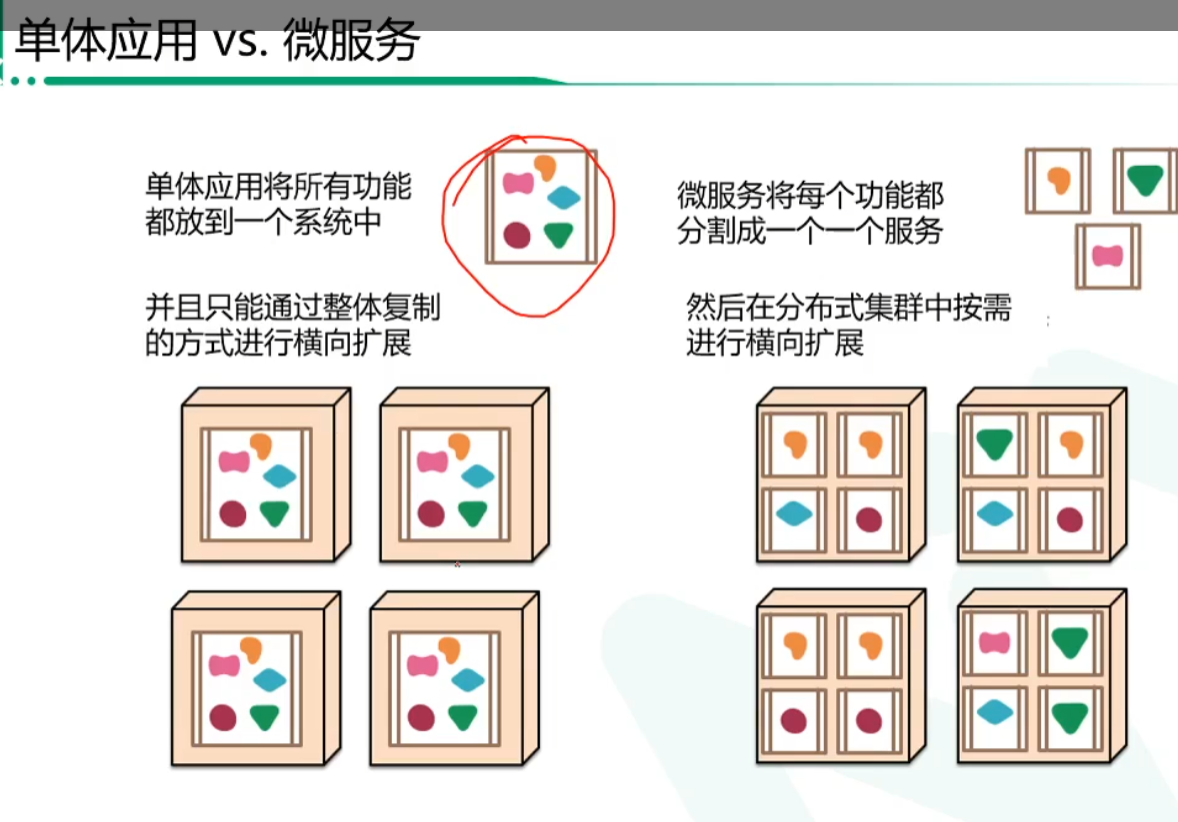 单体应用 vs. 微服务
单体应用将所有功能
都放到一个系统中
并且只能通过整体复制
的方式进行横向扩展
微服务将每个功能都
分割成一个一个服务
然后在分布式集群中按需
进行横向扩展